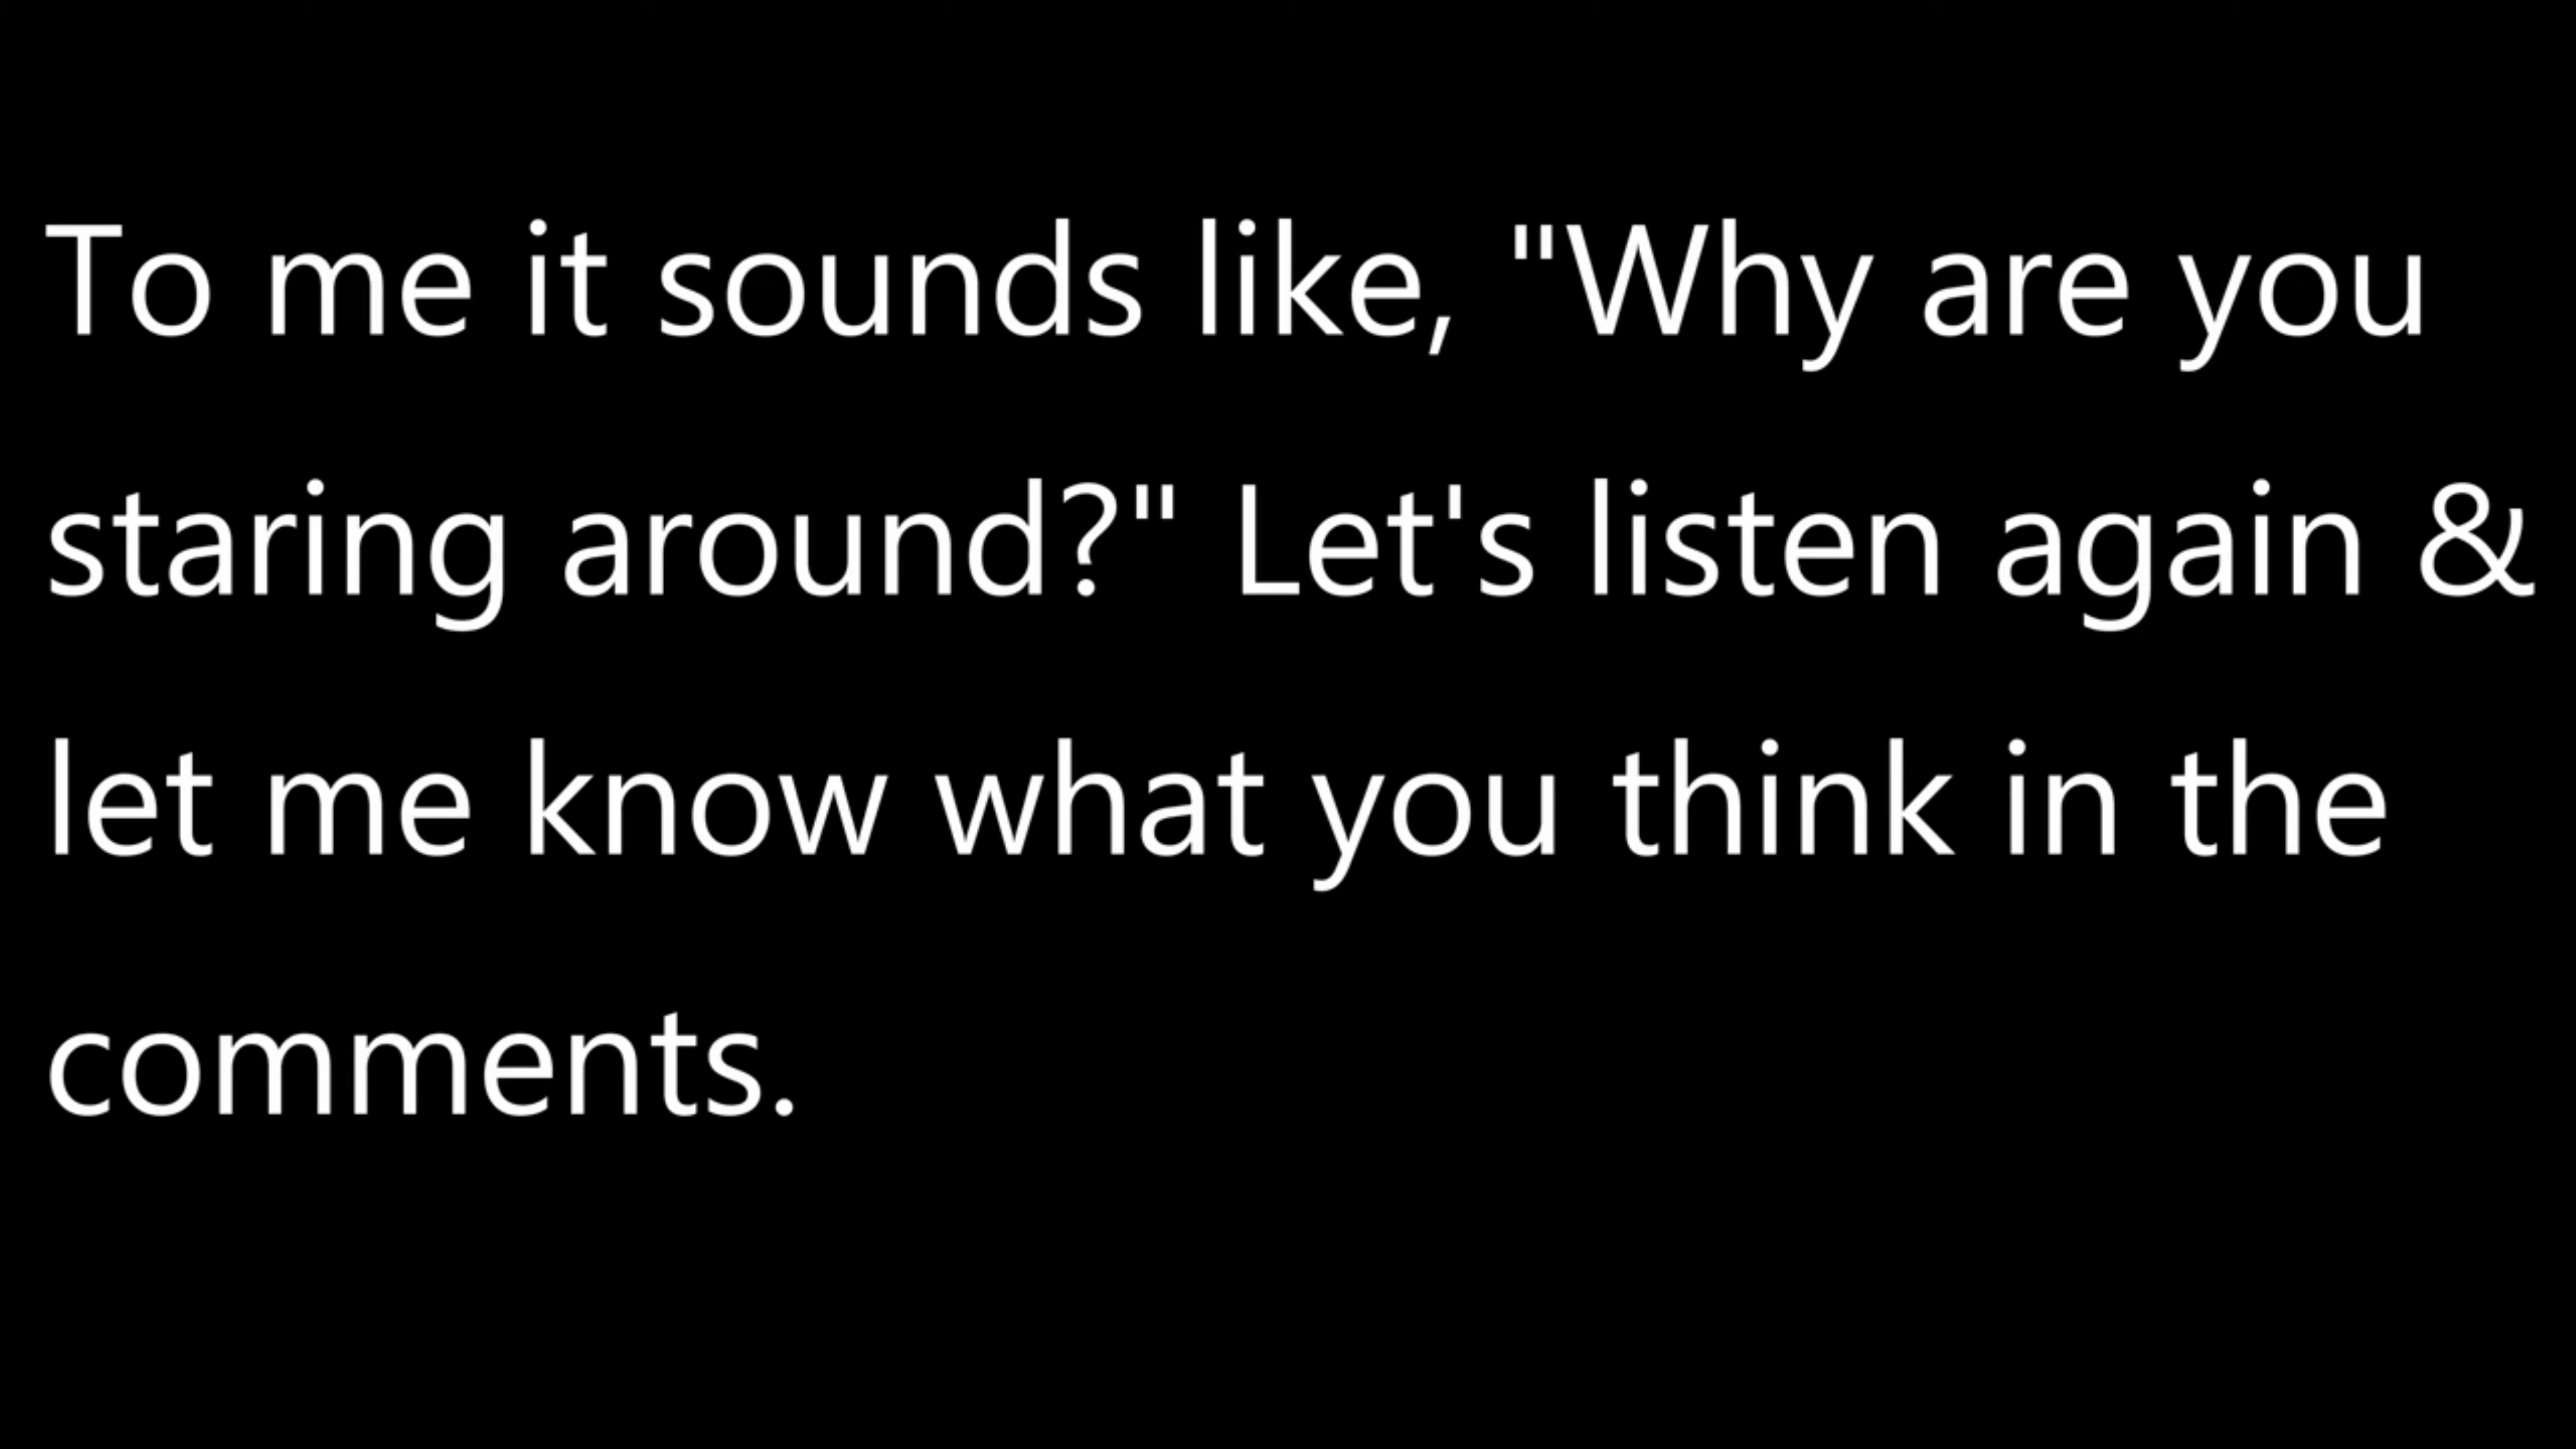 To me it sounds like, "Why are you
staring around?" Let's listen again &
let me know what you think in the
comments.